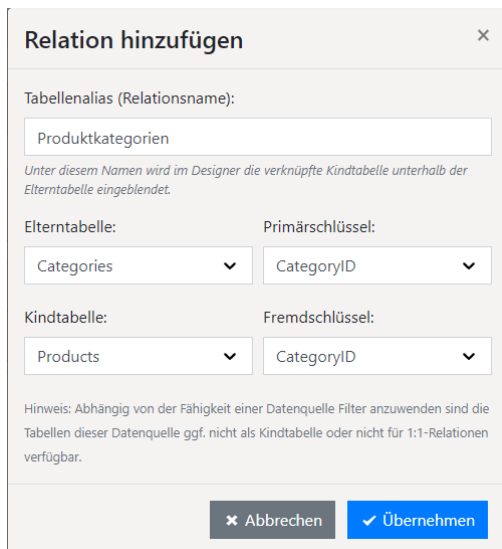 Relation hinzufügen
×
Tabellenalias (Relationsname):
Produktkategorien
Unter diesem Namen wird im Designer die verknüpfte Kindtabelle unterhalb der
Elterntabelle eingeblendet.
Elterntabelle: Primärschlüssel:
Categories CategoryID
Kindtabelle: Fremdschlüssel:
Products CategoryID
Hinweis: Abhängig von der Fähigkeit einer Datenquelle Filter anzuwenden sind die
Tabellen dieser Datenquelle ggf. nicht als Kindtabelle oder nicht für 1:1-Relationen
verfügbar.
Abbrechen Übernehmen